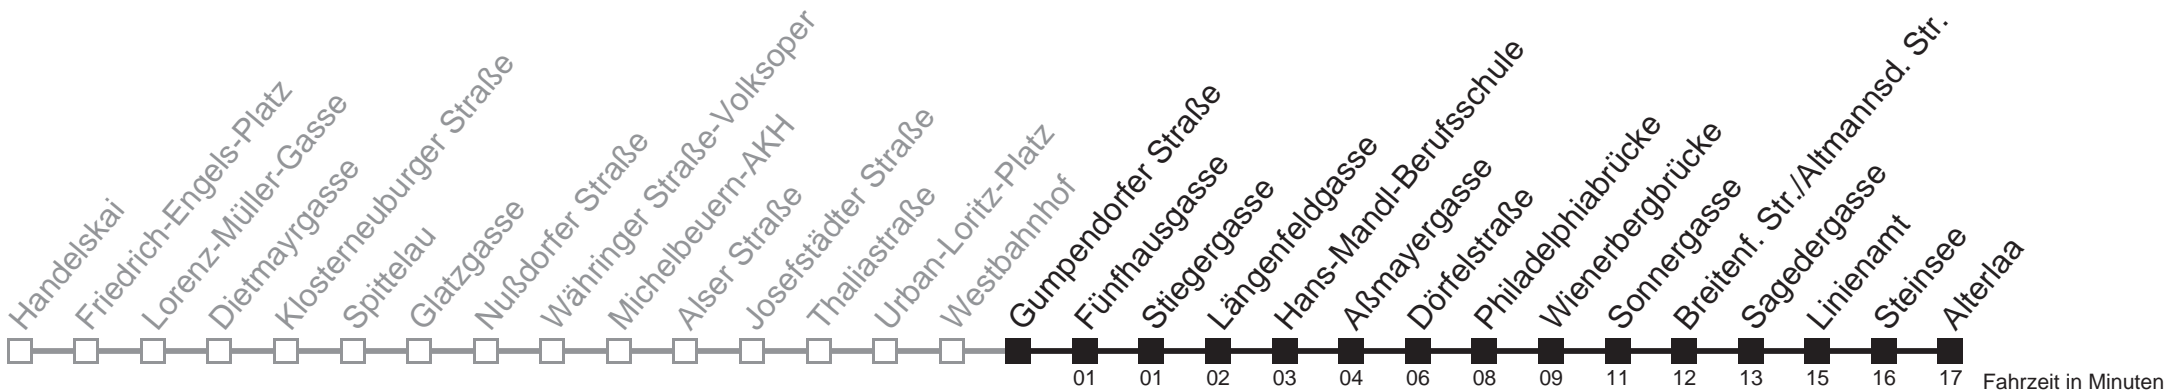 Handelskai
Friedrich-Engels-Platz
Lorenz-Müller-Gasse
Dietmayrgasse
Klosterneuburger Straße
Spittelau
Glatzgasse
Nußdorfer Straße
Währinger Straße-Volksoper
Michelbeuern-AKH
Alser Straße
Josefstädter Straße
Thaliastraße
Urban-Loritz-Platz
Westbahnhof
Gumpendorfer Straße
Fünfhausgasse
Stiegergasse
Längenfeldgasse
Hans-Mandl-Berufsschule
Aßmayergasse
Dörfelstraße
Philadelphiabrücke
Wienerbergbrücke
Sonnergasse
Breitenf. Str./Altmannsd. Str.
Sagedergasse
Linienamt
Steinsee
Alterlaa
01 01 02 03 04 06 08 09 11 12 13 15 16 17 Fahrzeit in Minuten